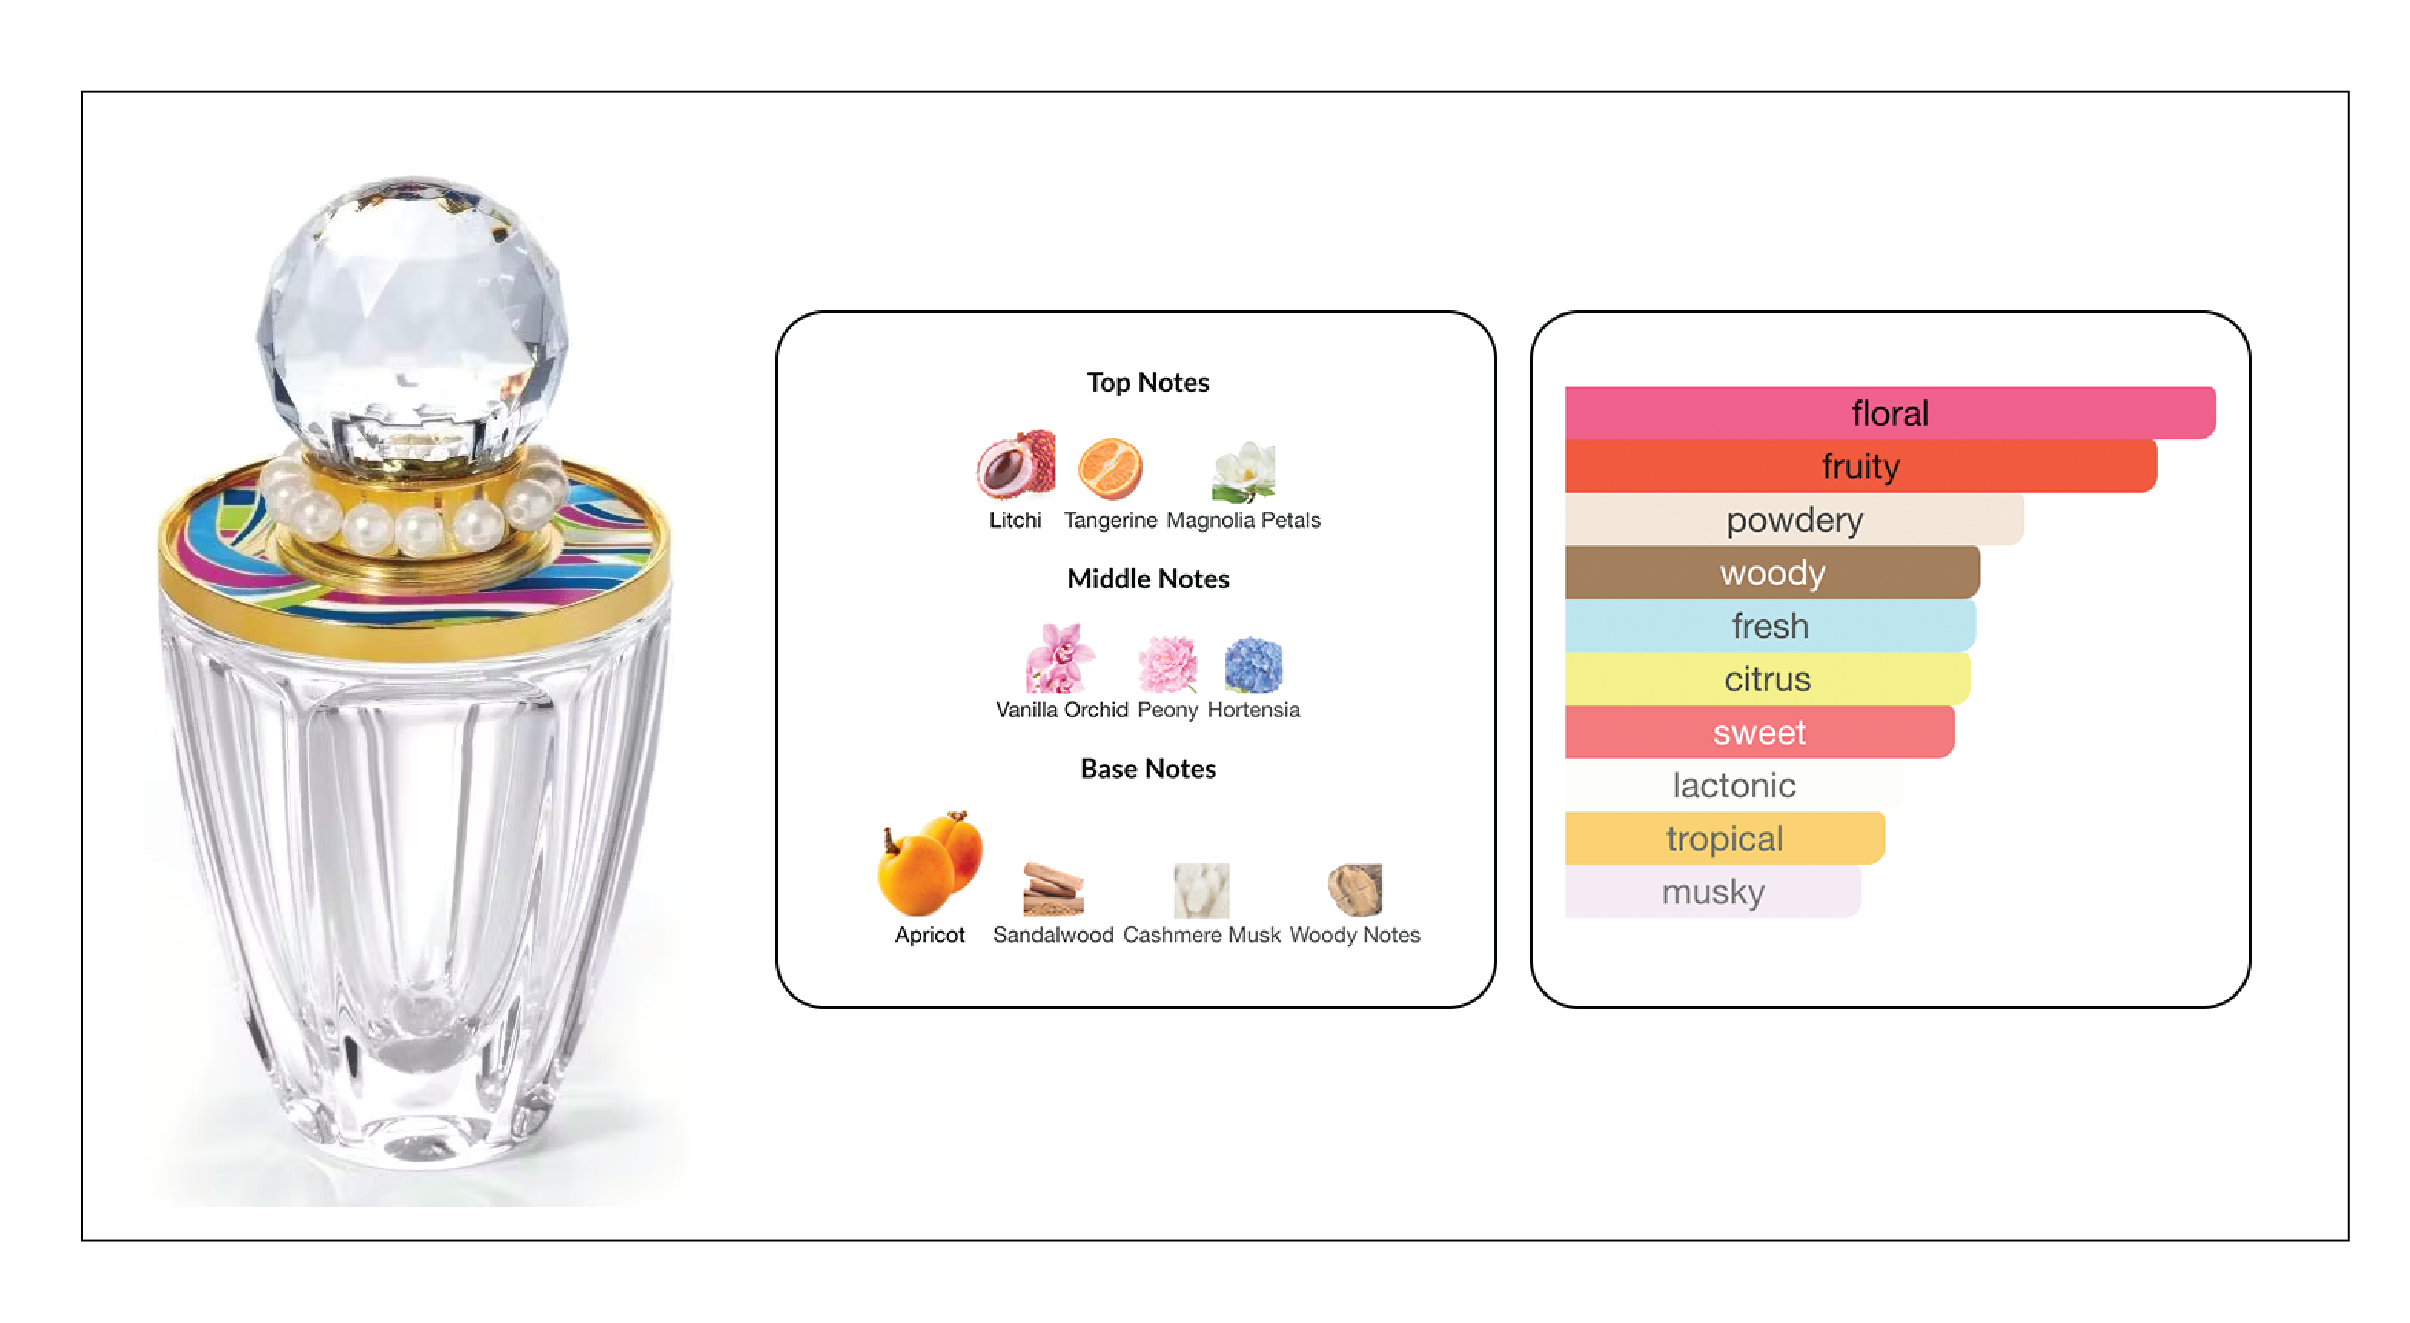 Top Notes
Litchi Tangerine Magnolia Petals
Middle Notes
Vanilla Orchid Peony Hortensia
Base Notes
Apricot Sandalwood Cashmere Musk Woody Notes
floral
fruity
powdery
woody
fresh
citrus
sweet
lactonic
tropical
musky